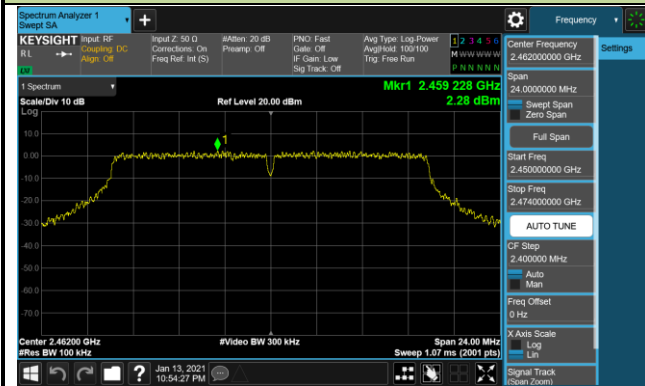 Spectrum Analyzer 1
Swept SA
Frequency
KEYSIGHT
RL
Input: RF
Coupling: DC
Align: Off
Input Z: 50 Ω
Corrections: On
Freq Ref: Int (S)
#Atten: 20 dB
Preamp: Off
PNO: Fast
Gate: Off
IF Gain: Low
Sig Track: Off
Avg Type: Log-Power
Avg|Hold: 100/100
Trig: Free Run
1 2 3 4 5 6
M W W W W W
P N N N N N
1 Spectrum
Mkr1 2.459 228 GHz
Scale/Div 10 dB
Ref Level 20.00 dBm
2.28 dBm
Log
10.0
0.00
-10.0
-20.0
-30.0
-40.0
-50.0
-60.0
-70.0
1
Center 2.46200 GHz
#Video BW 300 kHz
Span 24.00 MHz
#Res BW 100 kHz
Sweep 1.07 ms (2001 pts)
Jan 13, 2021
10:54:27 PM
Center Frequency
2.462000000 GHz
Settings
Span
24.0000000 MHz
Swept Span
Zero Span
Full Span
Start Freq
2.450000000 GHz
Stop Freq
2.474000000 GHz
AUTO TUNE
CF Step
2.400000 MHz
Auto
Man
Freq Offset
0 Hz
X Axis Scale
Log
Lin
Signal Track
(Span Zoom)